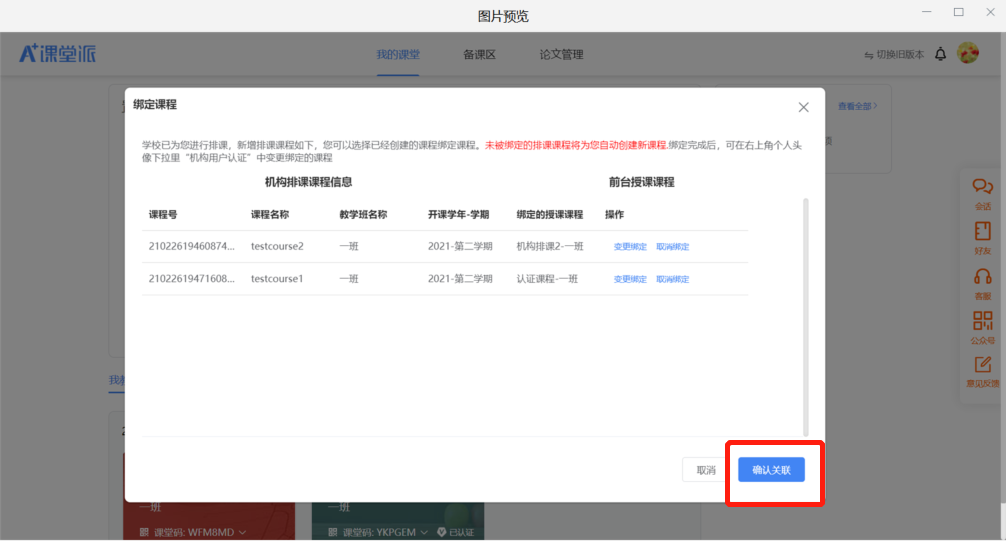 图片预览
A+课堂派
我的课堂 备课区 论文管理
切换旧版本
查看全部>
绑定课程
学校已为您进行排课，新增排课课程如下，您可以选择已经创建的课程绑定课程。未被绑定的排课课程将为您自动创建新课程.绑定完成后，可在右上角个人头
像下拉里“机构用户认证”中变更绑定的课程
机构排课课程信息 前台授课课程
课程号 课程名称 教学班名称 开课学年-学期 绑定的授课课程 操作
21022619460874... testcourse2 一班 2021-第二学期 机构排课2-一班 变更绑定 取消绑定
21022619471608... testcourse1 一班 2021-第二学期 认证课程-一班 变更绑定 取消绑定
会话
好友
客服
公众号
意见反馈
取消 确认关联
一班 一班
课堂码: WFM8MD 课堂码: YKPGEM 已认证